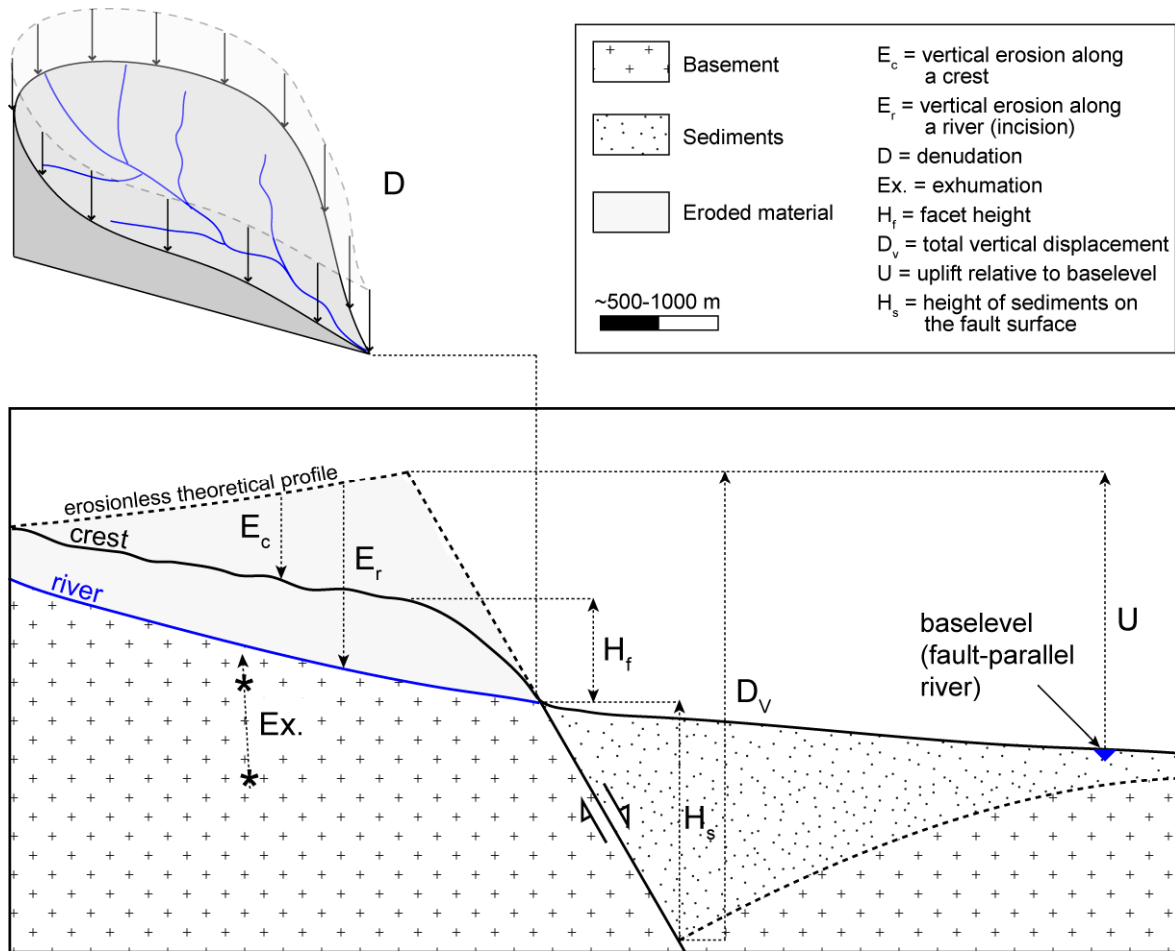 D
Basement
Sediments
Eroded material
~500-1000 m
E_c = vertical erosion along
a crest
E_r = vertical erosion along
a river (incision)
D = denudation
Ex. = exhumation
H_f = facet height
D_v = total vertical displacement
U = uplift relative to baselevel
H_s = height of sediments on
the fault surface
erosionless theoretical profile
crest
river
E_c
E_r
H_f
Ex.
D_V
H_s
U
baselevel
(fault-parallel
river)